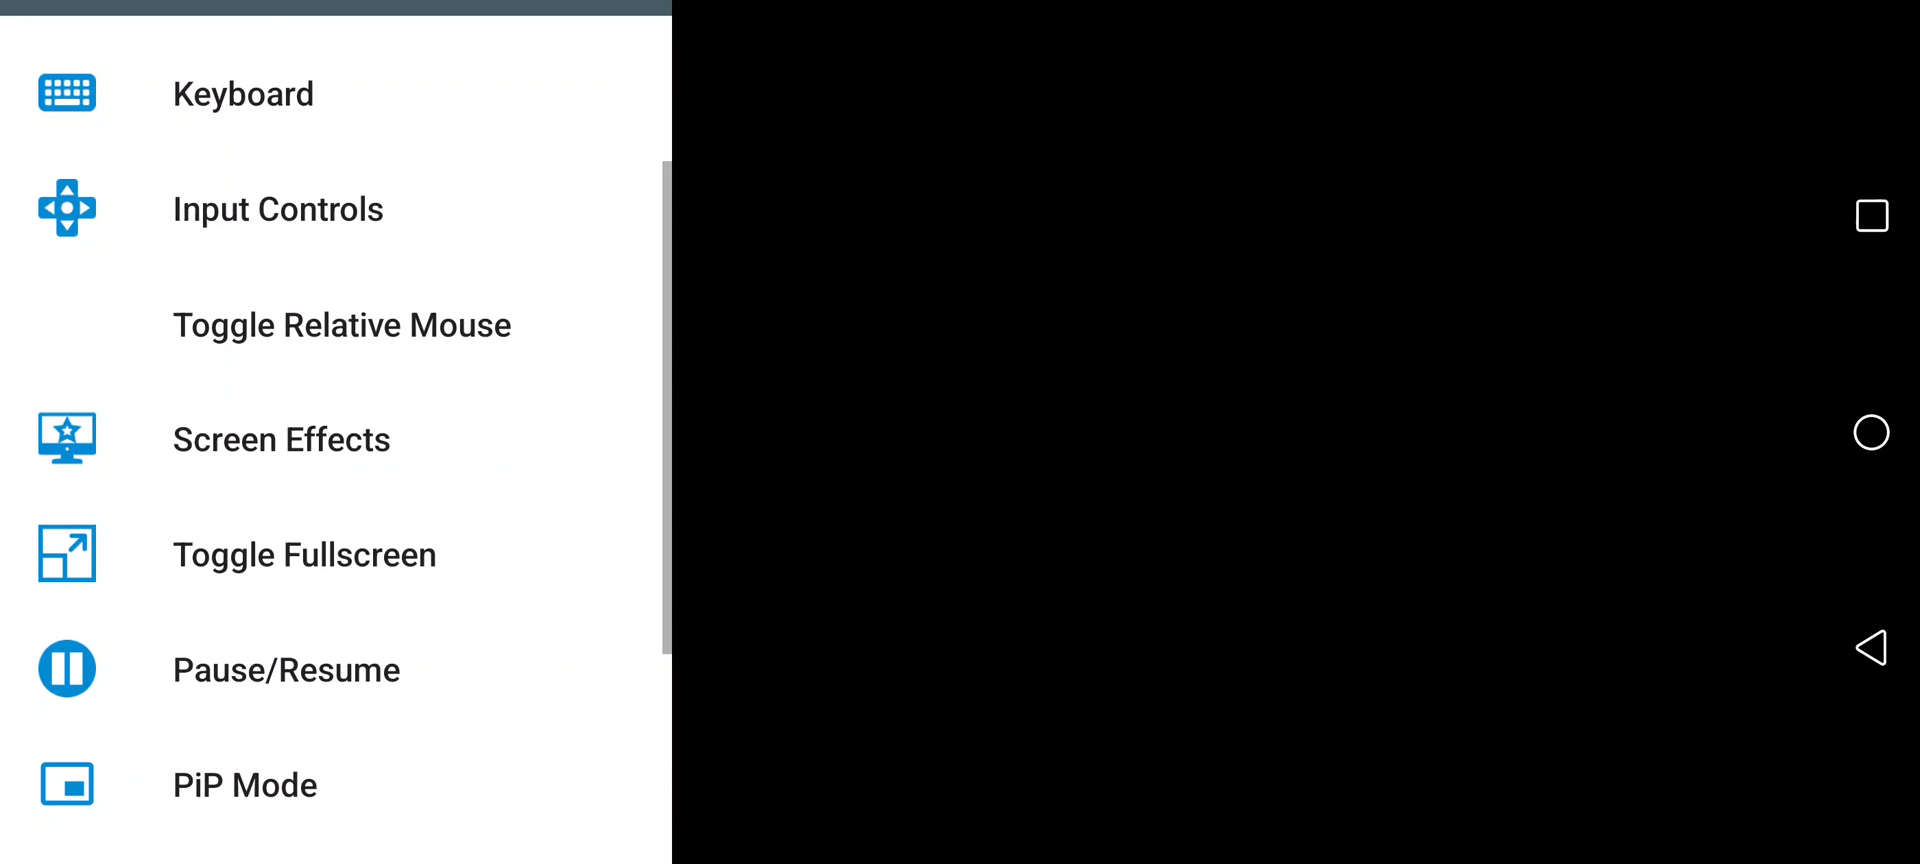 Keyboard
Input Controls
Toggle Relative Mouse
Screen Effects
Toggle Fullscreen
Pause/Resume
PiP Mode